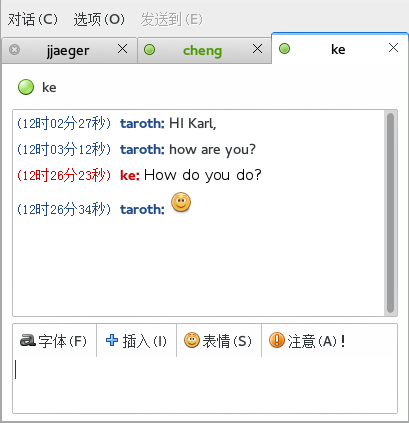 对话(C) 选项(O) 发送到(E)
jjaeger cheng ke
ke
(12时02分27秒) taroth: HI Karl,
(12时03分12秒) taroth: how are you?
(12时26分23秒) ke: How do you do?
(12时26分34秒) taroth:
字体(F) 插入(I) 表情(S) 注意(A)!